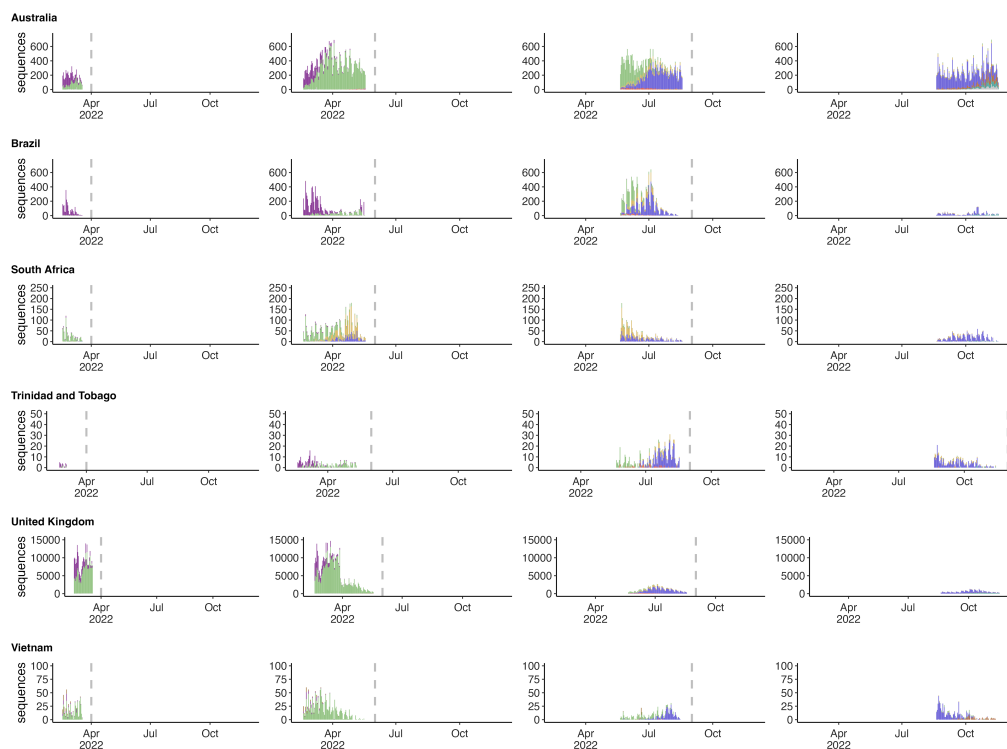 Australia
sequences
600
400
200
0
Apr
2022
Jul
Oct
600
400
200
0
Apr
2022
Jul
Oct
600
400
200
0
Apr
2022
Jul
Oct
600
400
200
0
Apr
2022
Jul
Oct
Brazil
sequences
600
400
200
0
Apr
2022
Jul
Oct
600
400
200
0
Apr
2022
Jul
Oct
600
400
200
0
Apr
2022
Jul
Oct
600
400
200
0
Apr
2022
Jul
Oct
South Africa
sequences
250
200
150
100
50
0
Apr
2022
Jul
Oct
250
200
150
100
50
0
Apr
2022
Jul
Oct
250
200
150
100
50
0
Apr
2022
Jul
Oct
250
200
150
100
50
0
Apr
2022
Jul
Oct
Trinidad and Tobago
sequences
50
40
30
20
10
0
Apr
2022
Jul
Oct
50
40
30
20
10
0
Apr
2022
Jul
Oct
50
40
30
20
10
0
Apr
2022
Jul
Oct
50
40
30
20
10
0
Apr
2022
Jul
Oct
United Kingdom
sequences
15000
10000
5000
0
Apr
2022
Jul
Oct
15000
10000
5000
0
Apr
2022
Jul
Oct
15000
10000
5000
0
Apr
2022
Jul
Oct
15000
10000
5000
0
Apr
2022
Jul
Oct
Vietnam
sequences
100
75
50
25
0
Apr
2022
Jul
Oct
100
75
50
25
0
Apr
2022
Jul
Oct
100
75
50
25
0
Apr
2022
Jul
Oct
100
75
50
25
0
Apr
2022
Jul
Oct